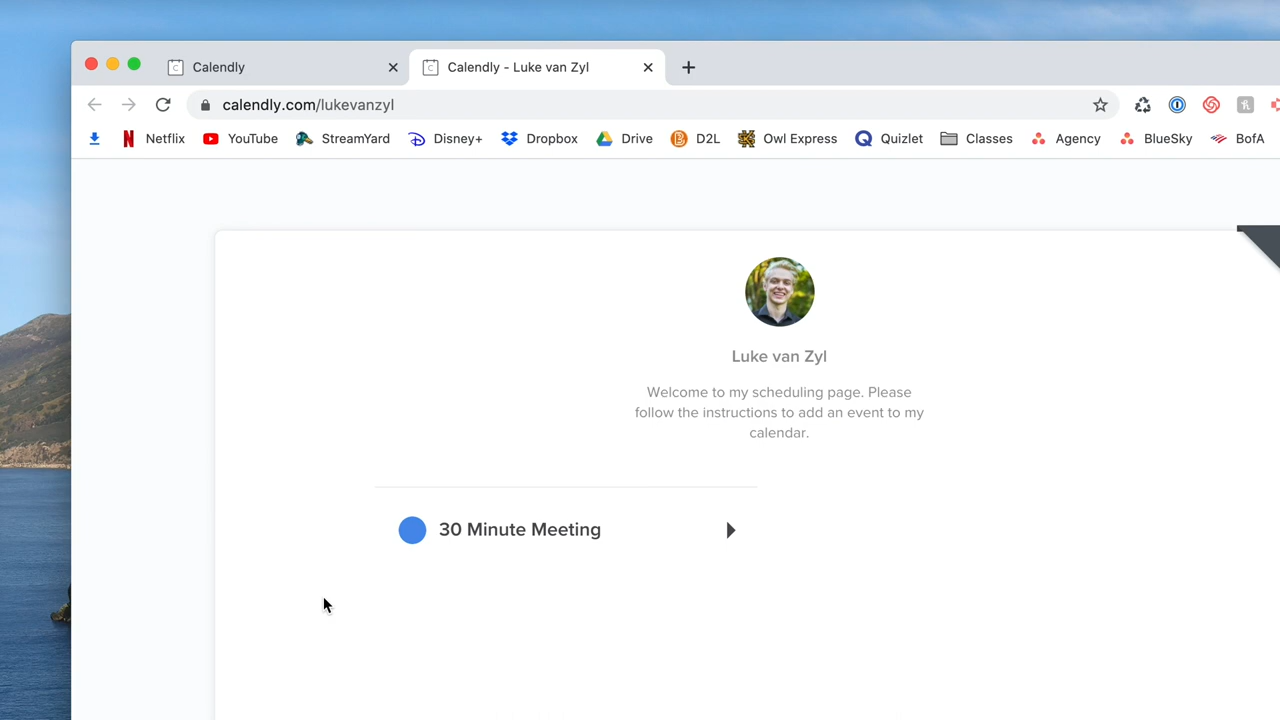 Calendly
Calendly - Luke van Zyl
calendly.com/lukevanzyl
Netflix YouTube StreamYard Disney+ Dropbox Drive D2L Owl Express Quizlet Classes Agency BlueSky BofA
Luke van Zyl
Welcome to my scheduling page. Please
follow the instructions to add an event to my
calendar.
30 Minute Meeting